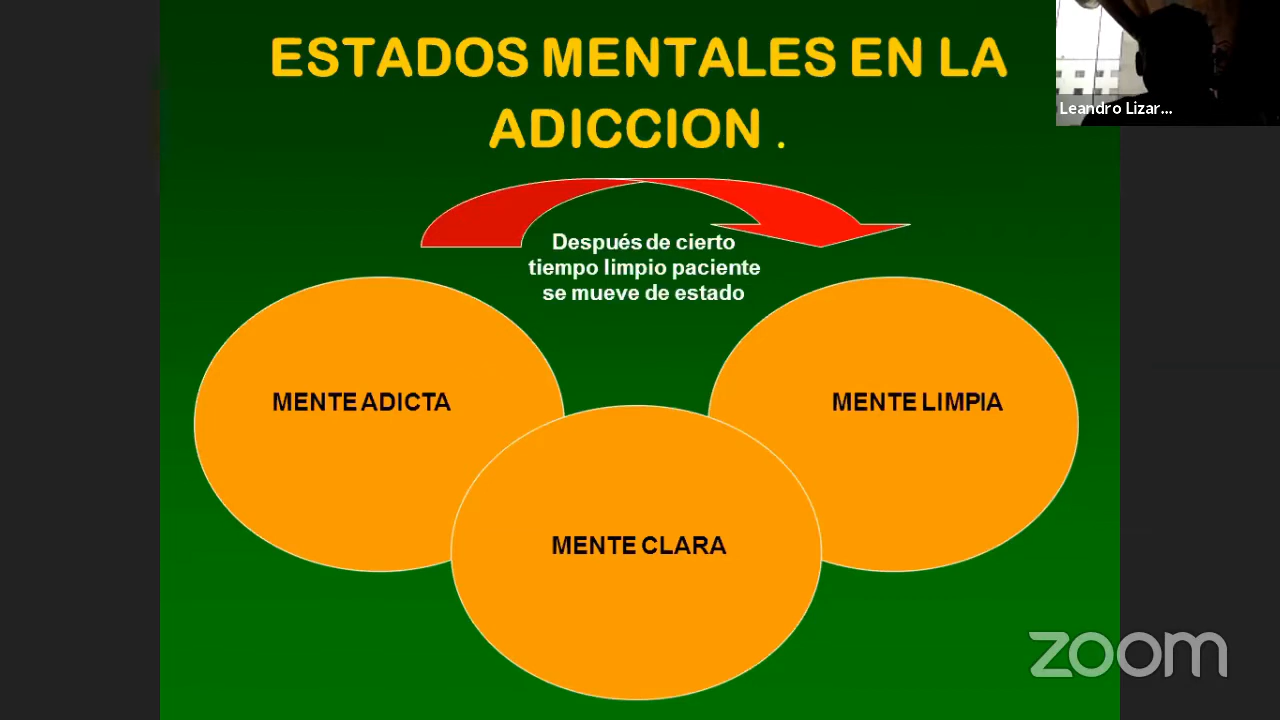 ESTADOS MENTALES EN LA
ADICCION .
Leandro Lizar...
Después de cierto
tiempo limpio paciente
se mueve de estado
MENTE ADICTA
MENTE LIMPIA
MENTE CLARA
zoom